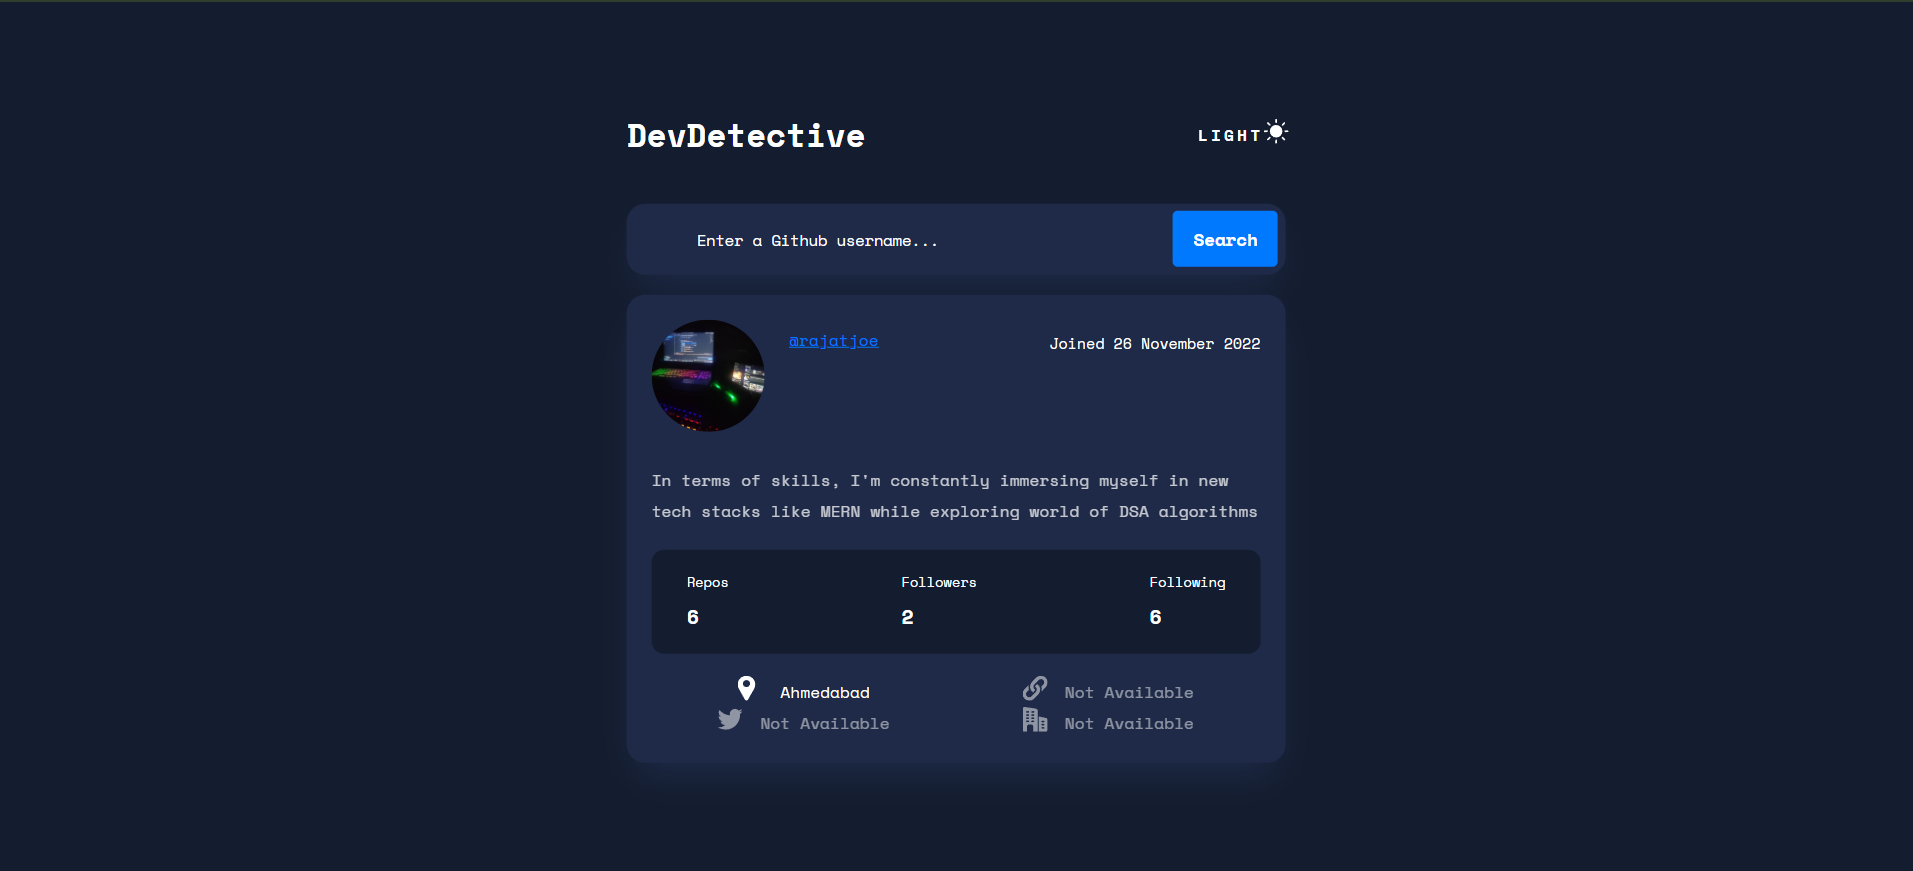 DevDetective
LIGHT
Enter a Github username...
Search
@rajatjoe
Joined 26 November 2022
In terms of skills, I'm constantly immersing myself in new
tech stacks like MERN while exploring world of DSA algorithms
Repos
6
Followers
2
Following
6
Ahmedabad
Not Available
Not Available
Not Available